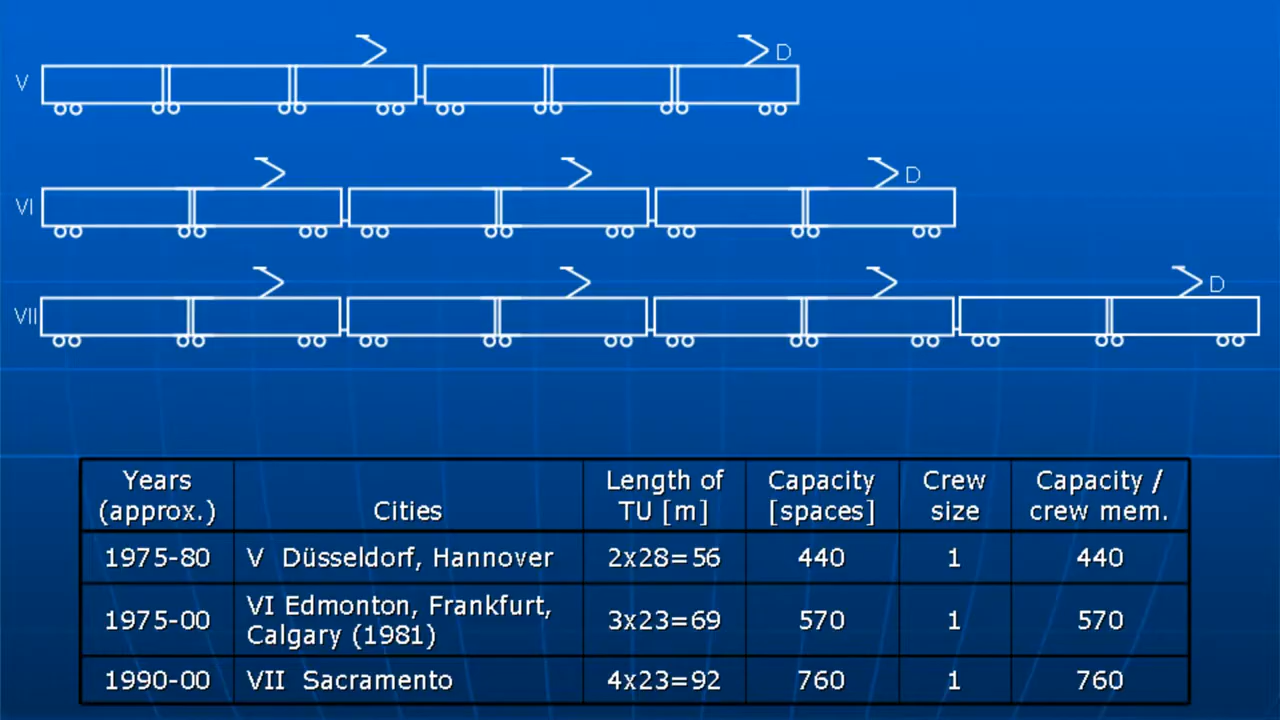 V
D
VI
D
VII
D
Years (approx.) Cities Length of TU [m] Capacity [spaces] Crew size Capacity / crew mem.
1975-80 V Düsseldorf, Hannover 2x28=56 440 1 440
1975-00 VI Edmonton, Frankfurt, Calgary (1981) 3x23=69 570 1 570
1990-00 VII Sacramento 4x23=92 760 1 760